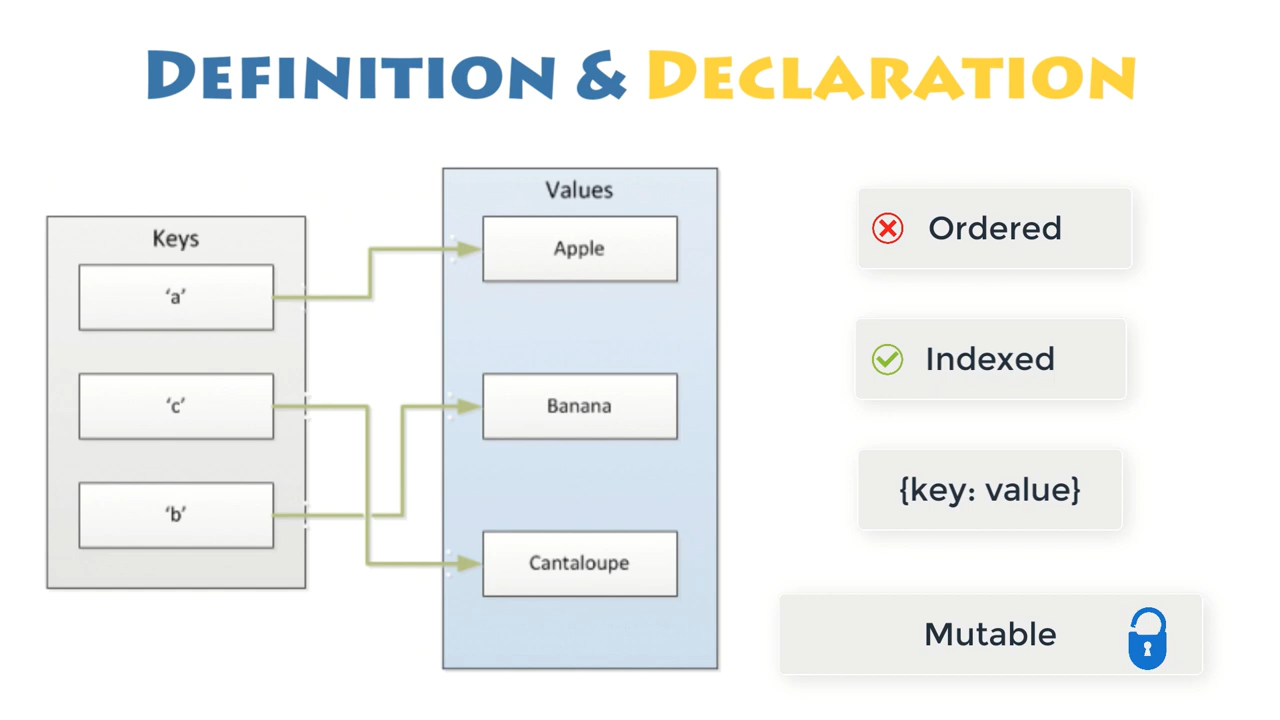 DEFINITION & DECLARATION
Keys
‘a’
‘c’
‘b’
Values
Apple
Banana
Cantaloupe
Ordered
Indexed
{key: value}
Mutable